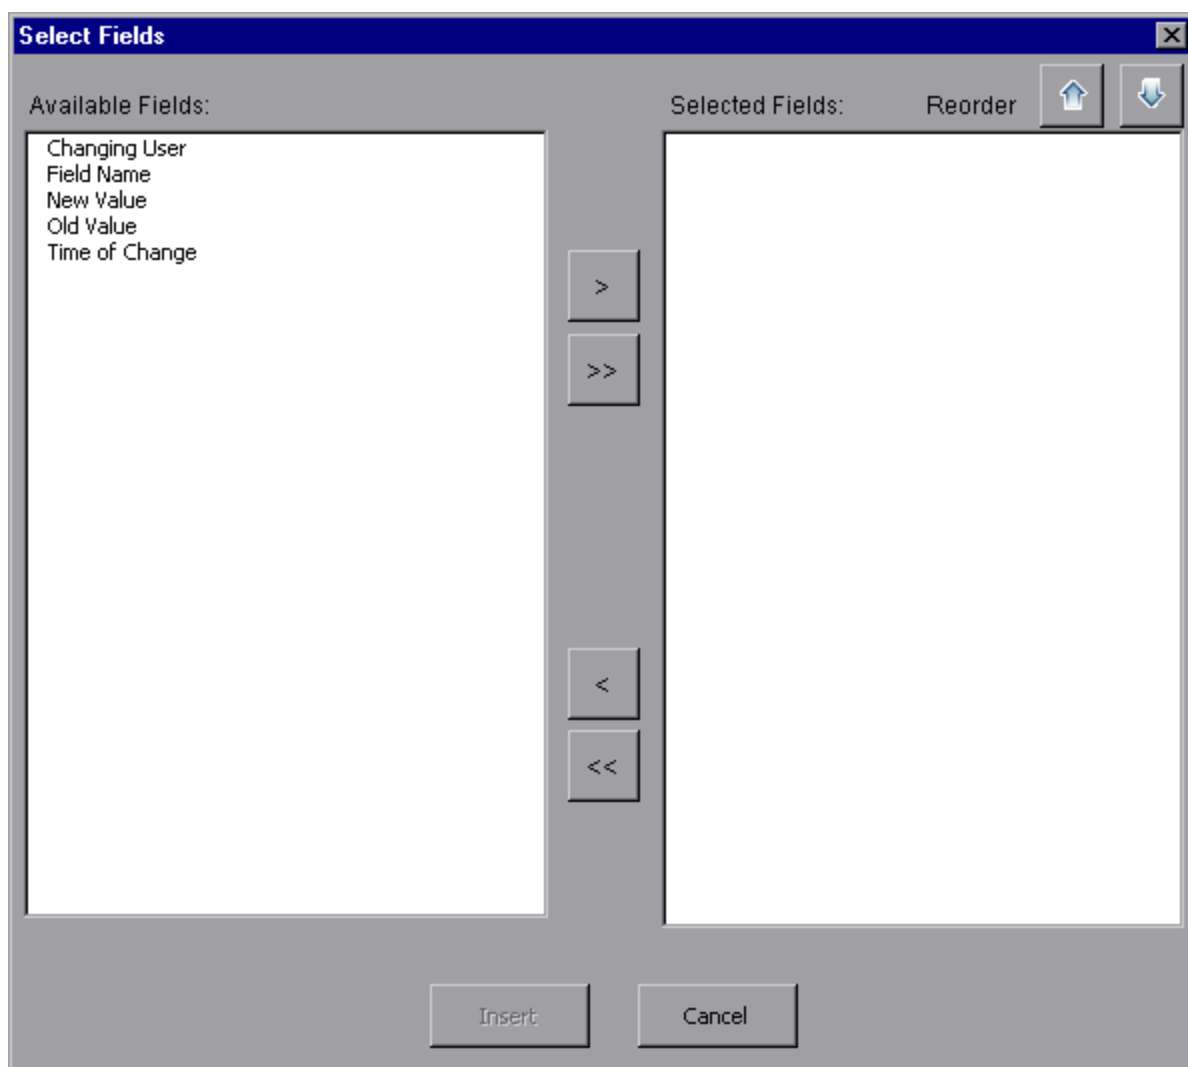 Select Fields
Available Fields:
Selected Fields: Reorder
Changing User
Field Name
New Value
Old Value
Time of Change
>
>>
<
<<
Insert Cancel